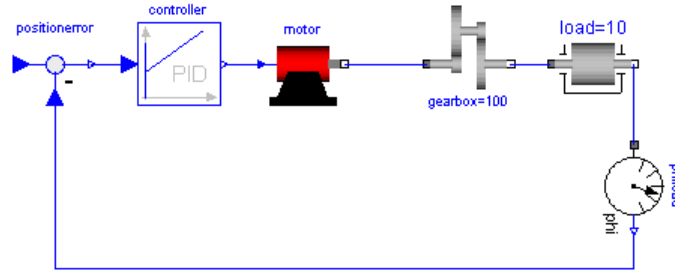 controller
positionerror
motor
load=10
PID
gearbox=100
phi